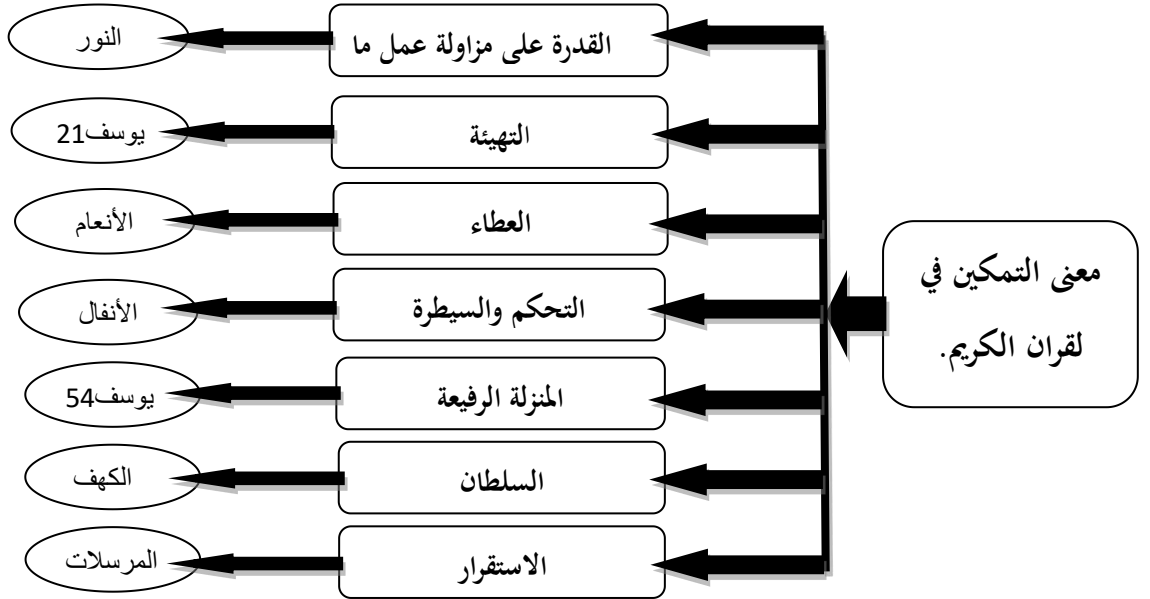 معنى التمكين في
لقران الكريم.
القدرة على مزاولة عمل ما
النور
التهيئة
يوسف21
العطاء
الأنعام
التحكم والسيطرة
الأنفال
المنزلة الرفيعة
يوسف54
السلطان
الكهف
الاستقرار
المرسلات